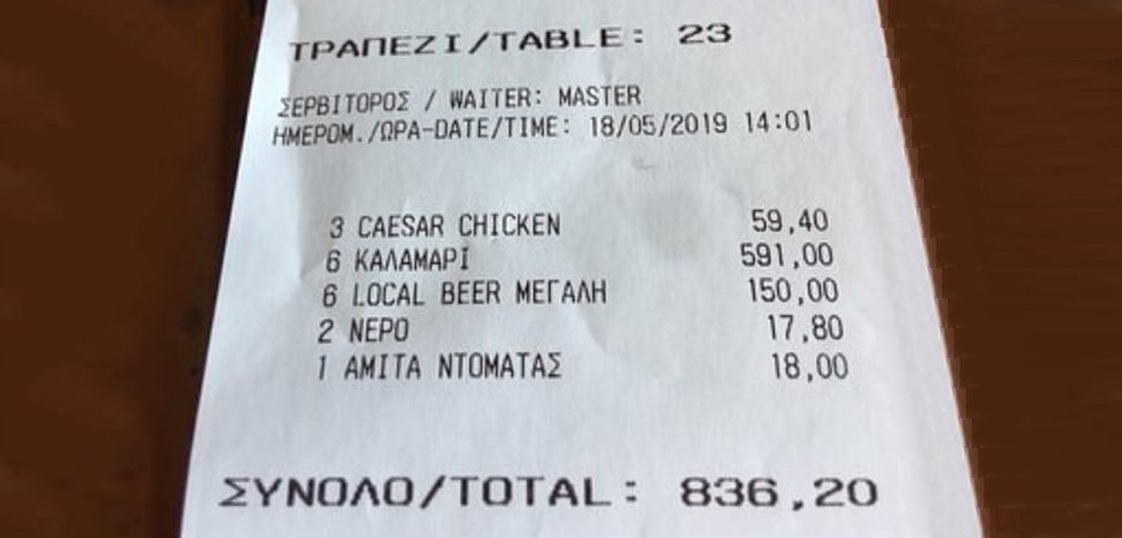 ΤΡΑΠΕΖΙ/TABLE: 23
ΣΕΡΒΙΤΟΡΟΣ / WAITER: MASTER
ΗΜΕΡΟΜ./ΩΡΑ-DATE/TIME: 18/05/2019 14:01
3 CAESAR CHICKEN 59,40
6 ΚΑΛΑΜΑΡΙ 591,00
6 LOCAL BEER ΜΕΓΑΛΗ 150,00
2 ΝΕΡΟ 17,80
1 ΑΜΙΤΑ ΝΤΟΜΑΤΑΣ 18,00
ΣΥΝΟΛΟ/TOTAL: 836,20